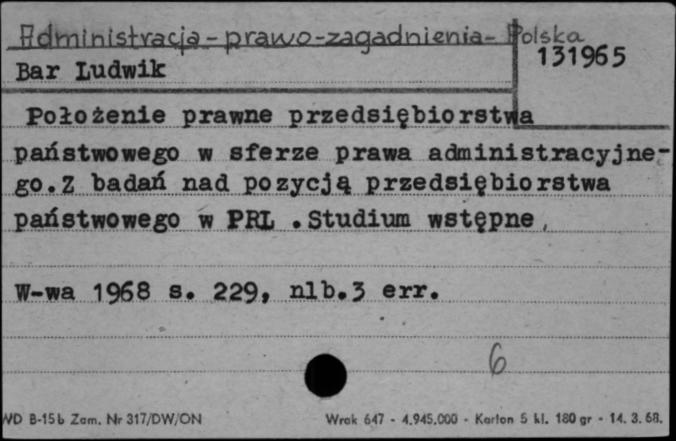 Administracja - prawo - zagadnienia - Polska
131965
Bar Ludwik
Położenie prawne przedsiębiorstwa
państwowego w sferze prawa administracyjne-
go.Z badań nad pozycją przedsiębiorstwa
państwowego w PRL .Studium wstępne.
W-wa 1968 s. 229, nlb.3 err.
6
WD B-15b Zam. Nr 317/DW/ON Wrak 647 - 4.945.000 - Karton 5 kl. 180 gr - 14. 3. 68.